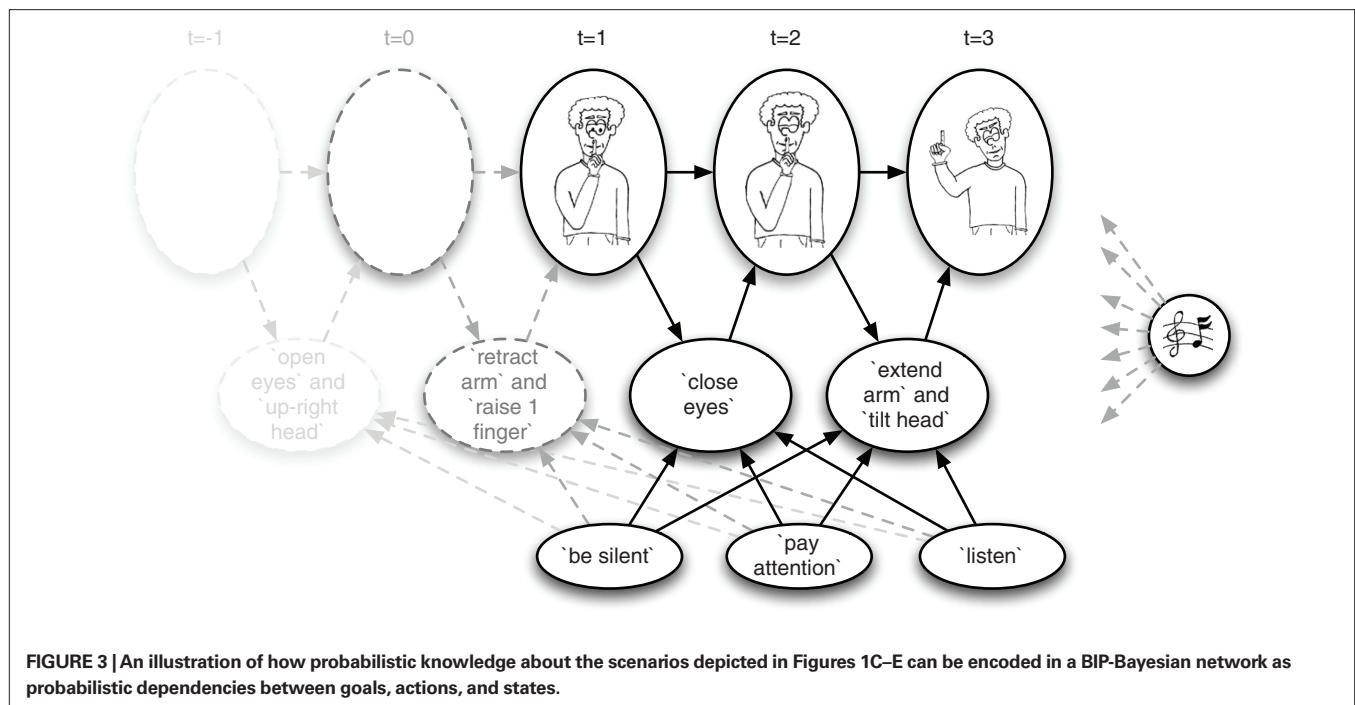 t=-1 t=0 t=1 t=2 t=3
`open
eyes` and
`up-right
head`
`retract
arm` and
`raise 1
finger`
`close
eyes`
`extend
arm` and
`tilt head`
`be silent`
`pay
attention`
`listen`
FIGURE 3 | An illustration of how probabilistic knowledge about the scenarios depicted in Figures 1C–E can be encoded in a BIP-Bayesian network as
probabilistic dependencies between goals, actions, and states.